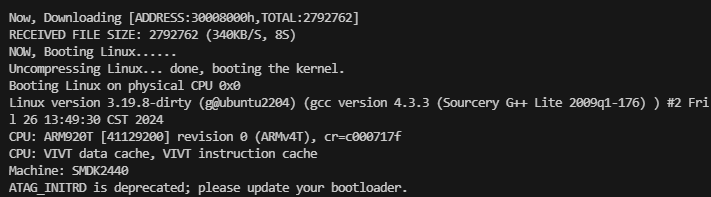 Now, Downloading [ADDRESS:30008000h,TOTAL:2792762]
RECEIVED FILE SIZE: 2792762 (340KB/S, 8S)
NOW, Booting Linux......
Uncompressing Linux... done, booting the kernel.
Booting Linux on physical CPU 0x0
Linux version 3.19.8-dirty (g@ubuntu2204) (gcc version 4.3.3 (Sourcery G++ Lite 2009q1-176) ) #2 Fri
l 26 13:49:30 CST 2024
CPU: ARM920T [41129200] revision 0 (ARMv4T), cr=c000717f
CPU: VIVT data cache, VIVT instruction cache
Machine: SMDK2440
ATAG_INITRD is deprecated; please update your bootloader.